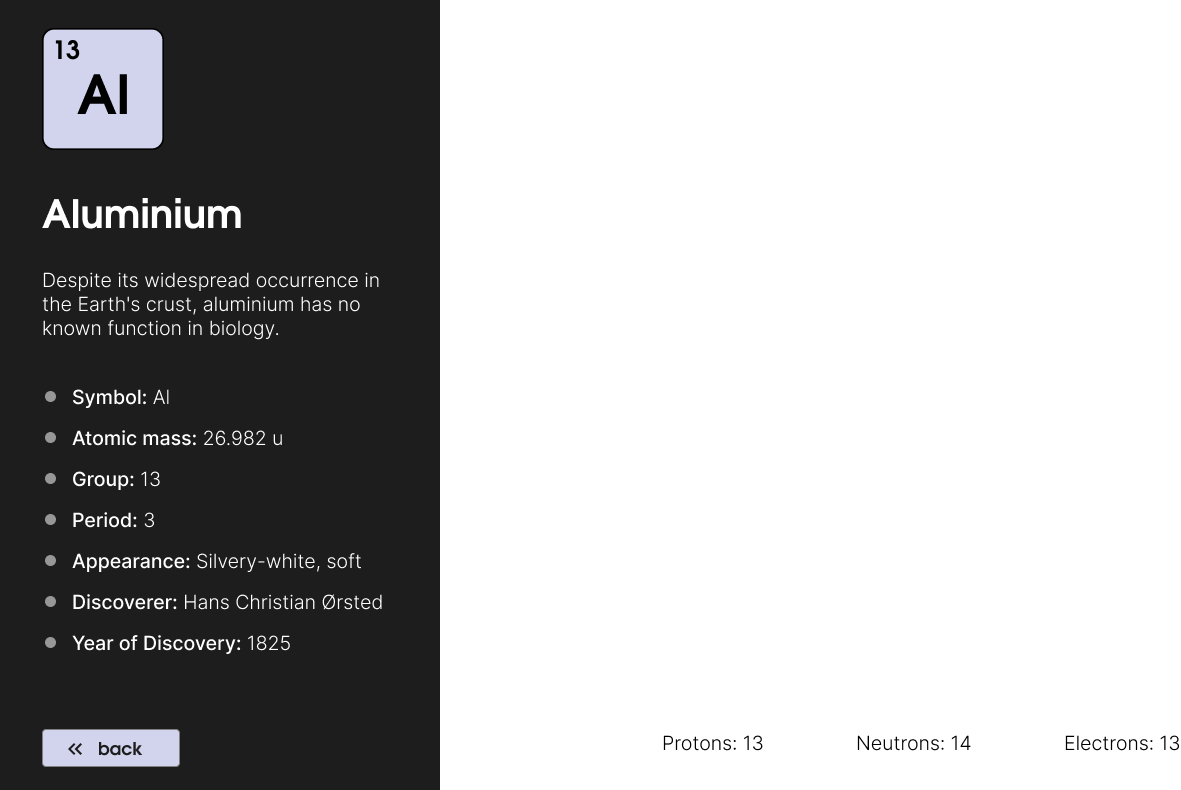 13
Al
Aluminium
Despite its widespread occurrence in
the Earth's crust, aluminium has no
known function in biology.
Symbol: Al
Atomic mass: 26.982 u
Group: 13
Period: 3
Appearance: Silvery-white, soft
Discoverer: Hans Christian Ørsted
Year of Discovery: 1825
back
Protons: 13 Neutrons: 14 Electrons: 13